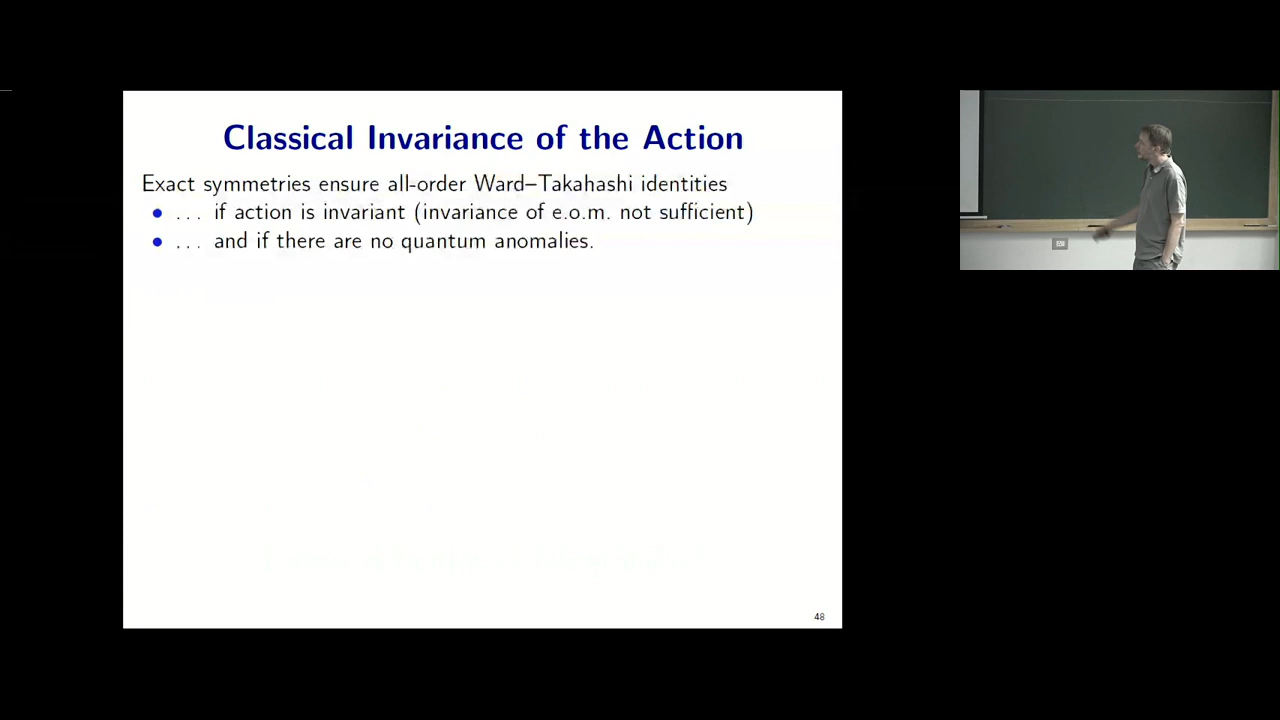 Classical Invariance of the Action
Exact symmetries ensure all-order Ward–Takahashi identities
• ... if action is invariant (invariance of e.o.m. not sufficient)
• ... and if there are no quantum anomalies.
48